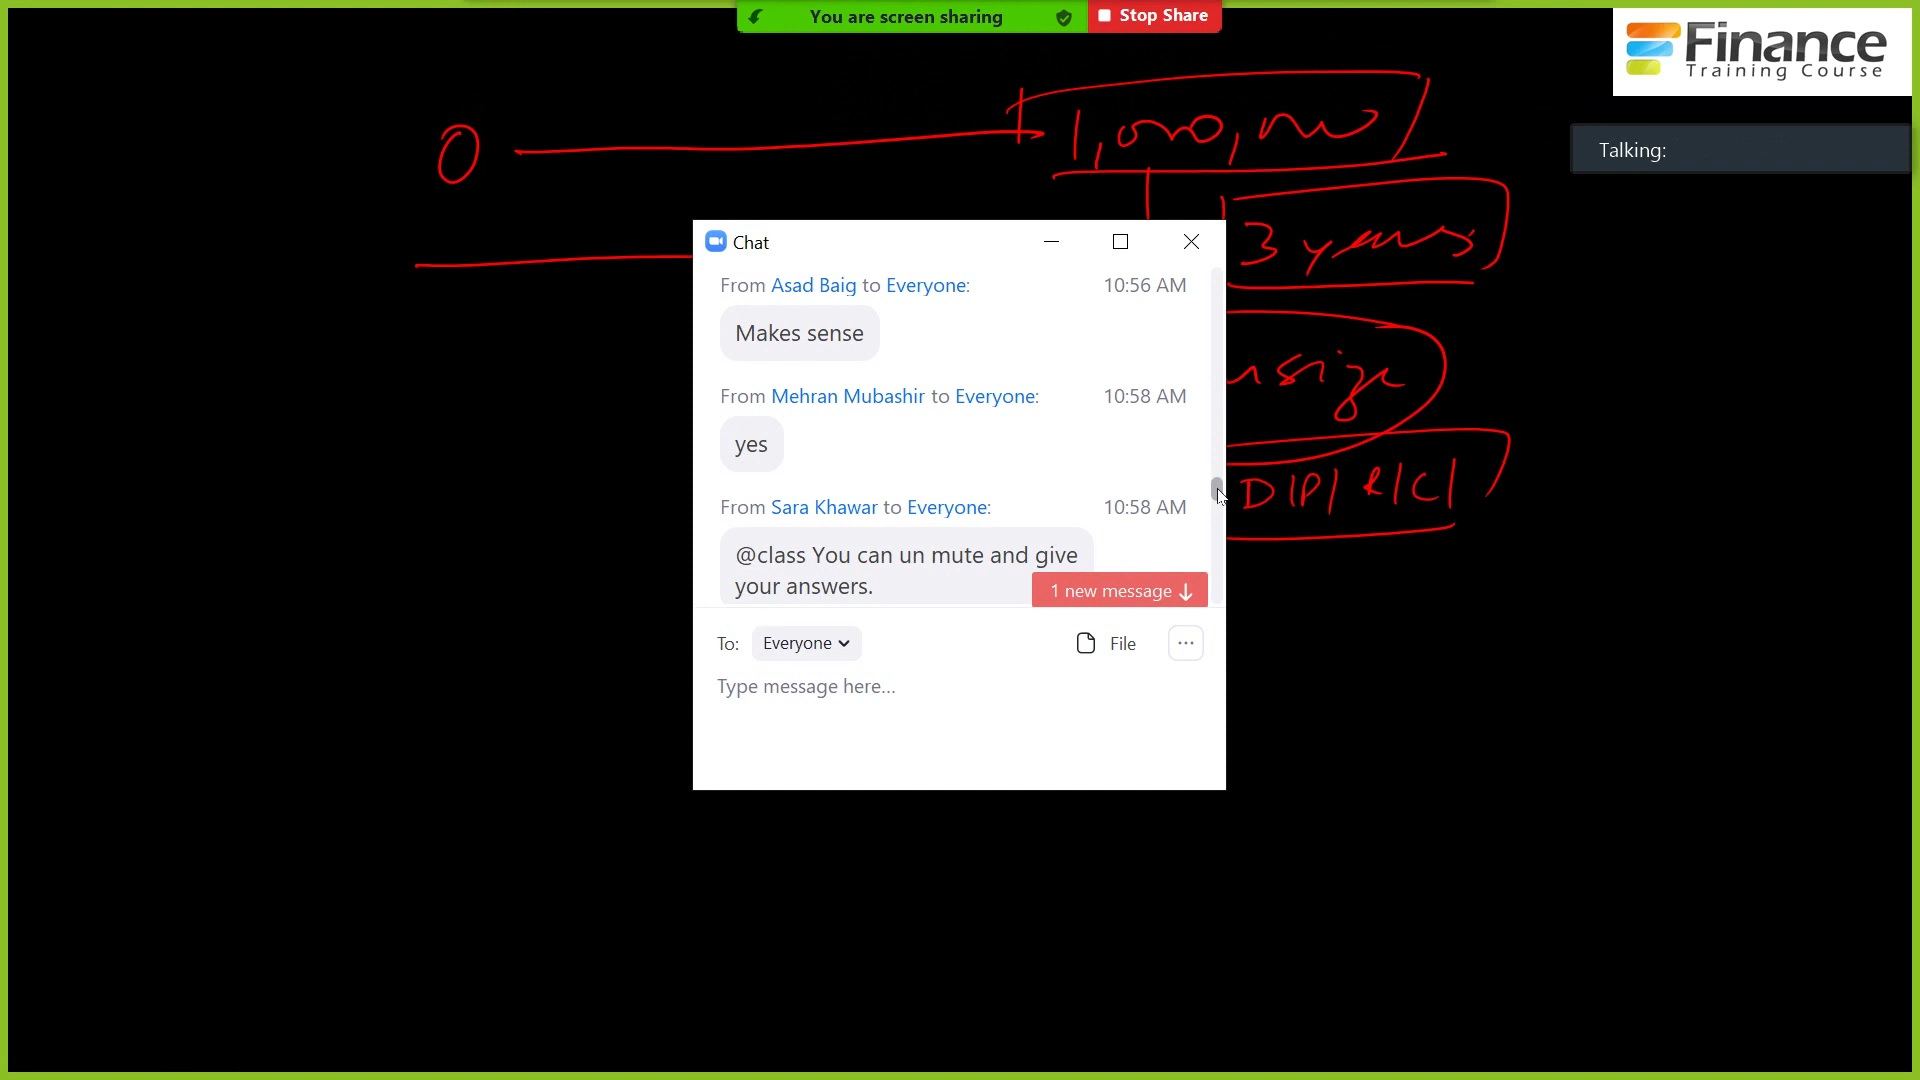 You are screen sharing
Stop Share
Finance
Training Course
Talking:
0
1,000,000
3 years
D/P/R/C/
Chat
From Asad Baig to Everyone: 10:56 AM
Makes sense
From Mehran Mubashir to Everyone: 10:58 AM
yes
From Sara Khawar to Everyone: 10:58 AM
@class You can un mute and give
your answers.
1 new message
To: Everyone File
Type message here...